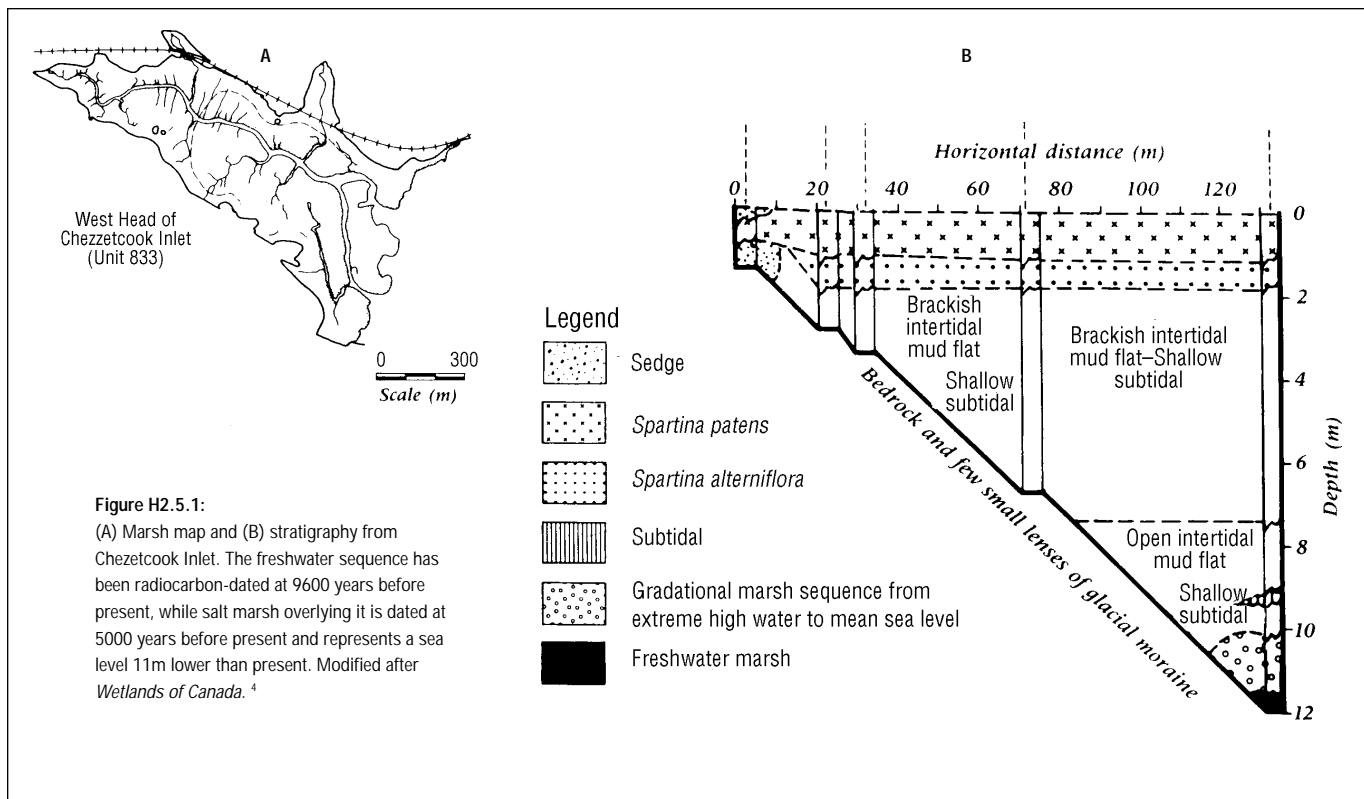 A
West Head of
Chezzetcook Inlet
(Unit 833)
0 300
Scale (m)
Figure H2.5.1:
(A) Marsh map and (B) stratigraphy from
Chezetcook Inlet. The freshwater sequence has
been radiocarbon-dated at 9600 years before
present, while salt marsh overlying it is dated at
5000 years before present and represents a sea
level 11m lower than present. Modified after
Wetlands of Canada. 4
Legend
Sedge
Spartina patens
Spartina alterniflora
Subtidal
Gradational marsh sequence from
extreme high water to mean sea level
Freshwater marsh
B
Horizontal distance (m)
0 20 40 60 80 100 120
0
2
4
6
8
10
12
Depth (m)
Brackish
intertidal
mud flat
Shallow
subtidal
Brackish intertidal
mud flat–Shallow
subtidal
Open intertidal
mud flat
Shallow
subtidal
Bedrock and few small lenses of glacial moraine